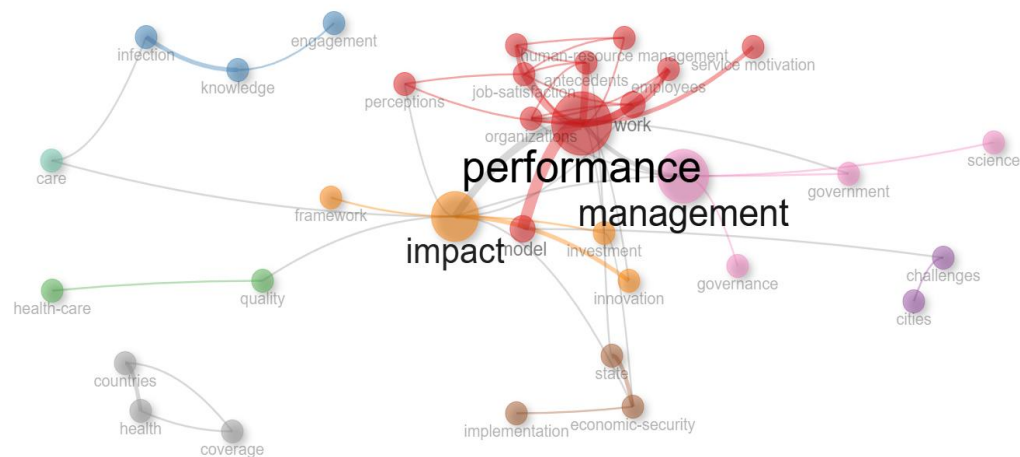 engagement
infection
human-resource management
service motivation
antecedents
knowledge
job-satisfaction
employees
perceptions
organizations
work
performance
science
care
government
framework
management
impact
model
investment
challenges
governance
health-care
quality
innovation
cities
state
countries
health
implementation
economic-security
coverage